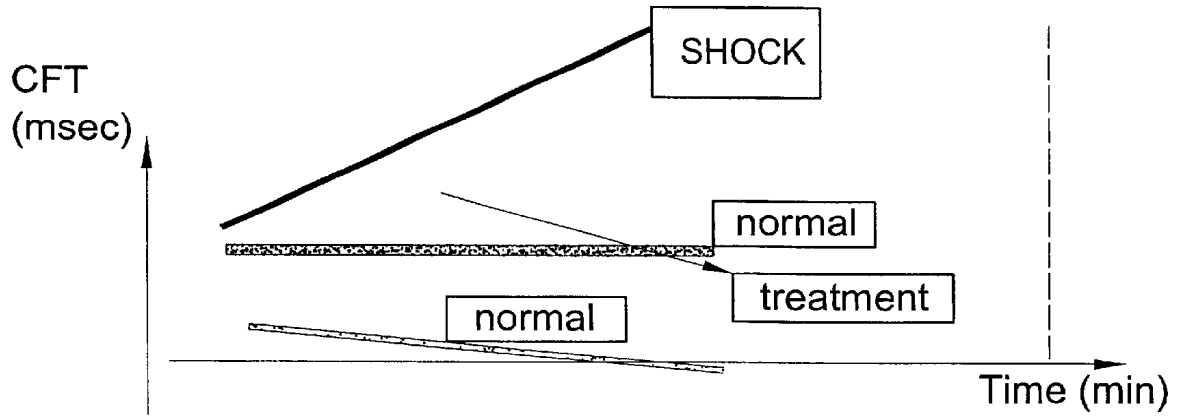 SHOCK
CFT
(msec)
normal
treatment
normal
Time (min)